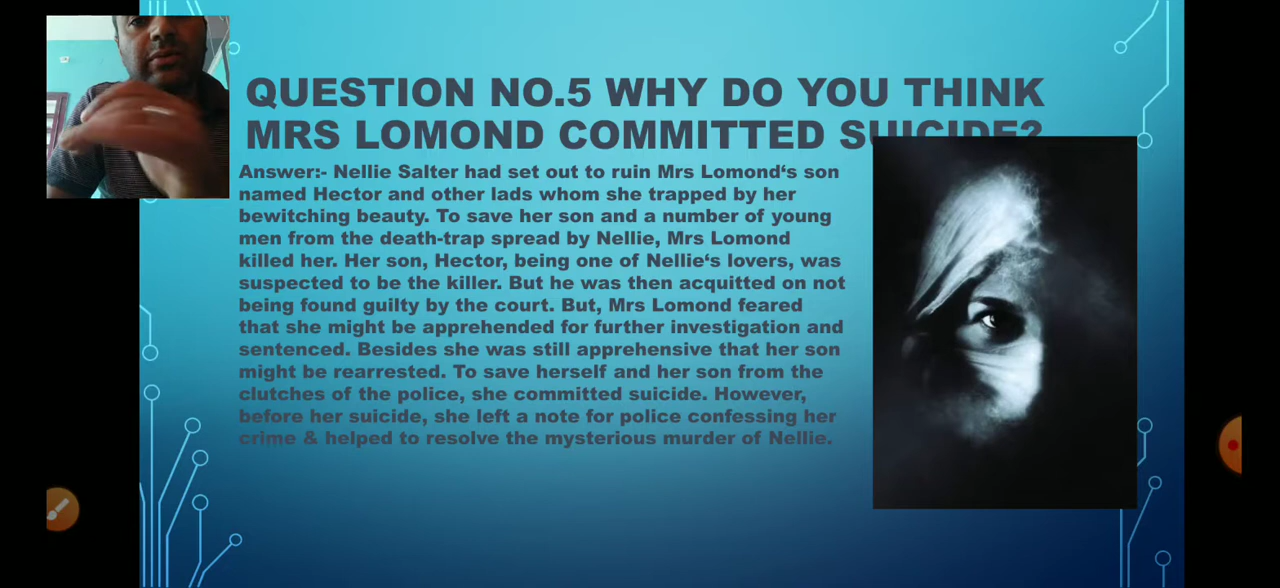 QUESTION NO.5 WHY DO YOU THINK
MRS LOMOND COMMITTED SUICIDE?
Answer:- Nellie Salter had set out to ruin Mrs Lomond‘s son
named Hector and other lads whom she trapped by her
bewitching beauty. To save her son and a number of young
men from the death-trap spread by Nellie, Mrs Lomond
killed her. Her son, Hector, being one of Nellie‘s lovers, was
suspected to be the killer. But he was then acquitted on not
being found guilty by the court. But, Mrs Lomond feared
that she might be apprehended for further investigation and
sentenced. Besides she was still apprehensive that her son
might be rearrested. To save herself and her son from the
clutches of the police, she committed suicide. However,
before her suicide, she left a note for police confessing her
crime & helped to resolve the mysterious murder of Nellie.